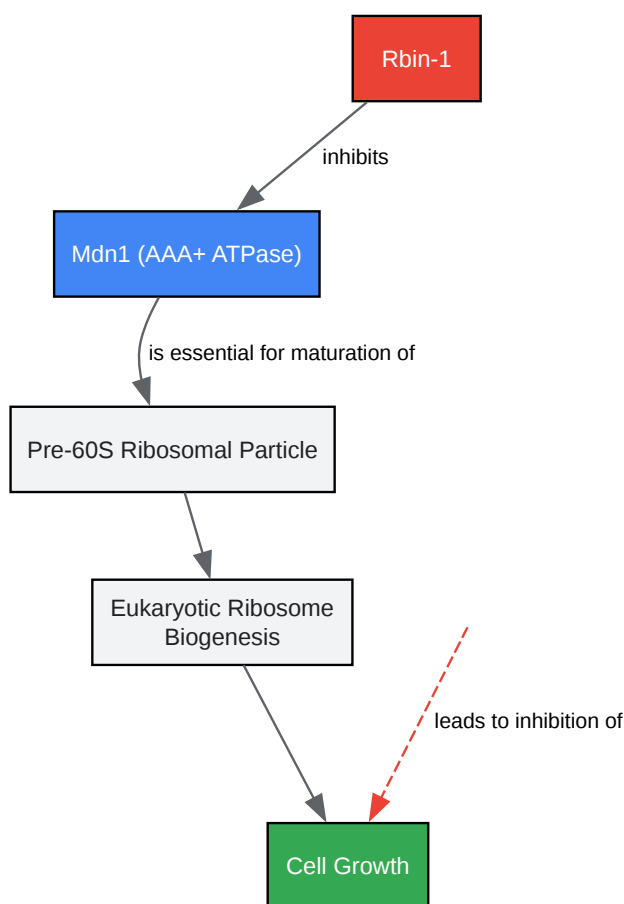 Rbin-1
inhibits
Mdn1 (AAA+ ATPase)
is essential for maturation of
Pre-60S Ribosomal Particle
Eukaryotic Ribosome
Biogenesis
leads to inhibition of
Cell Growth